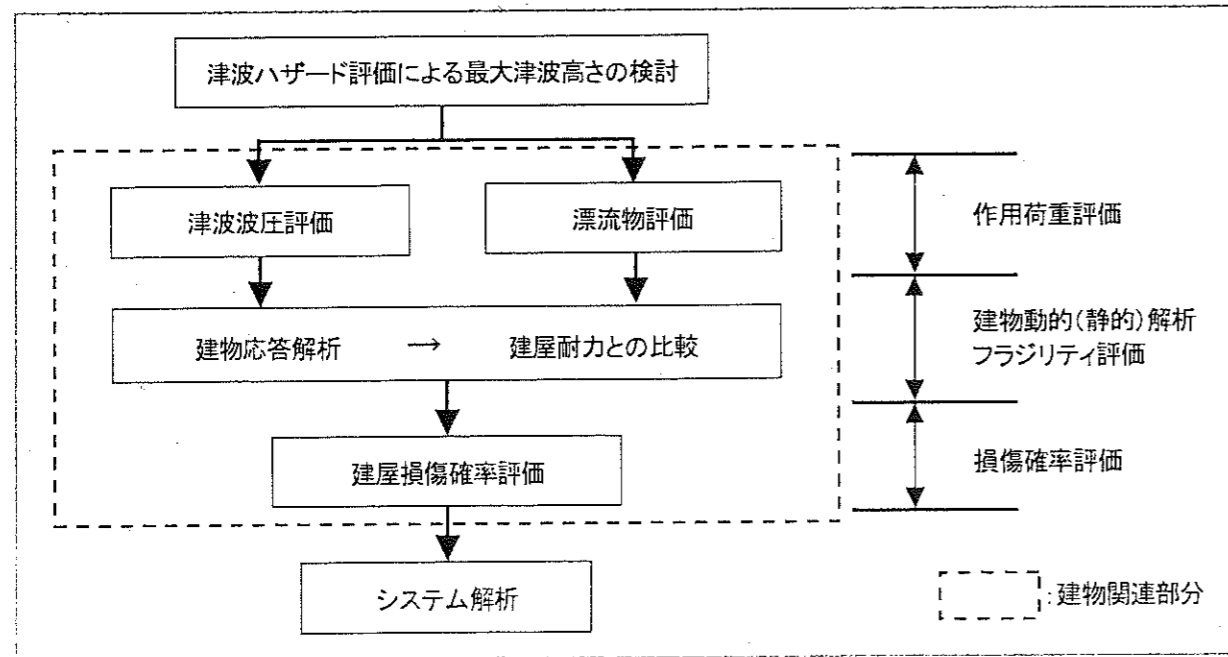 津波ハザード評価による最大津波高さの検討
津波波圧評価
漂流物評価
作用荷重評価
建物応答解析 → 建屋耐力との比較
建物動的(静的)解析
フラジリティ評価
建屋損傷確率評価
損傷確率評価
システム解析
:建物関連部分